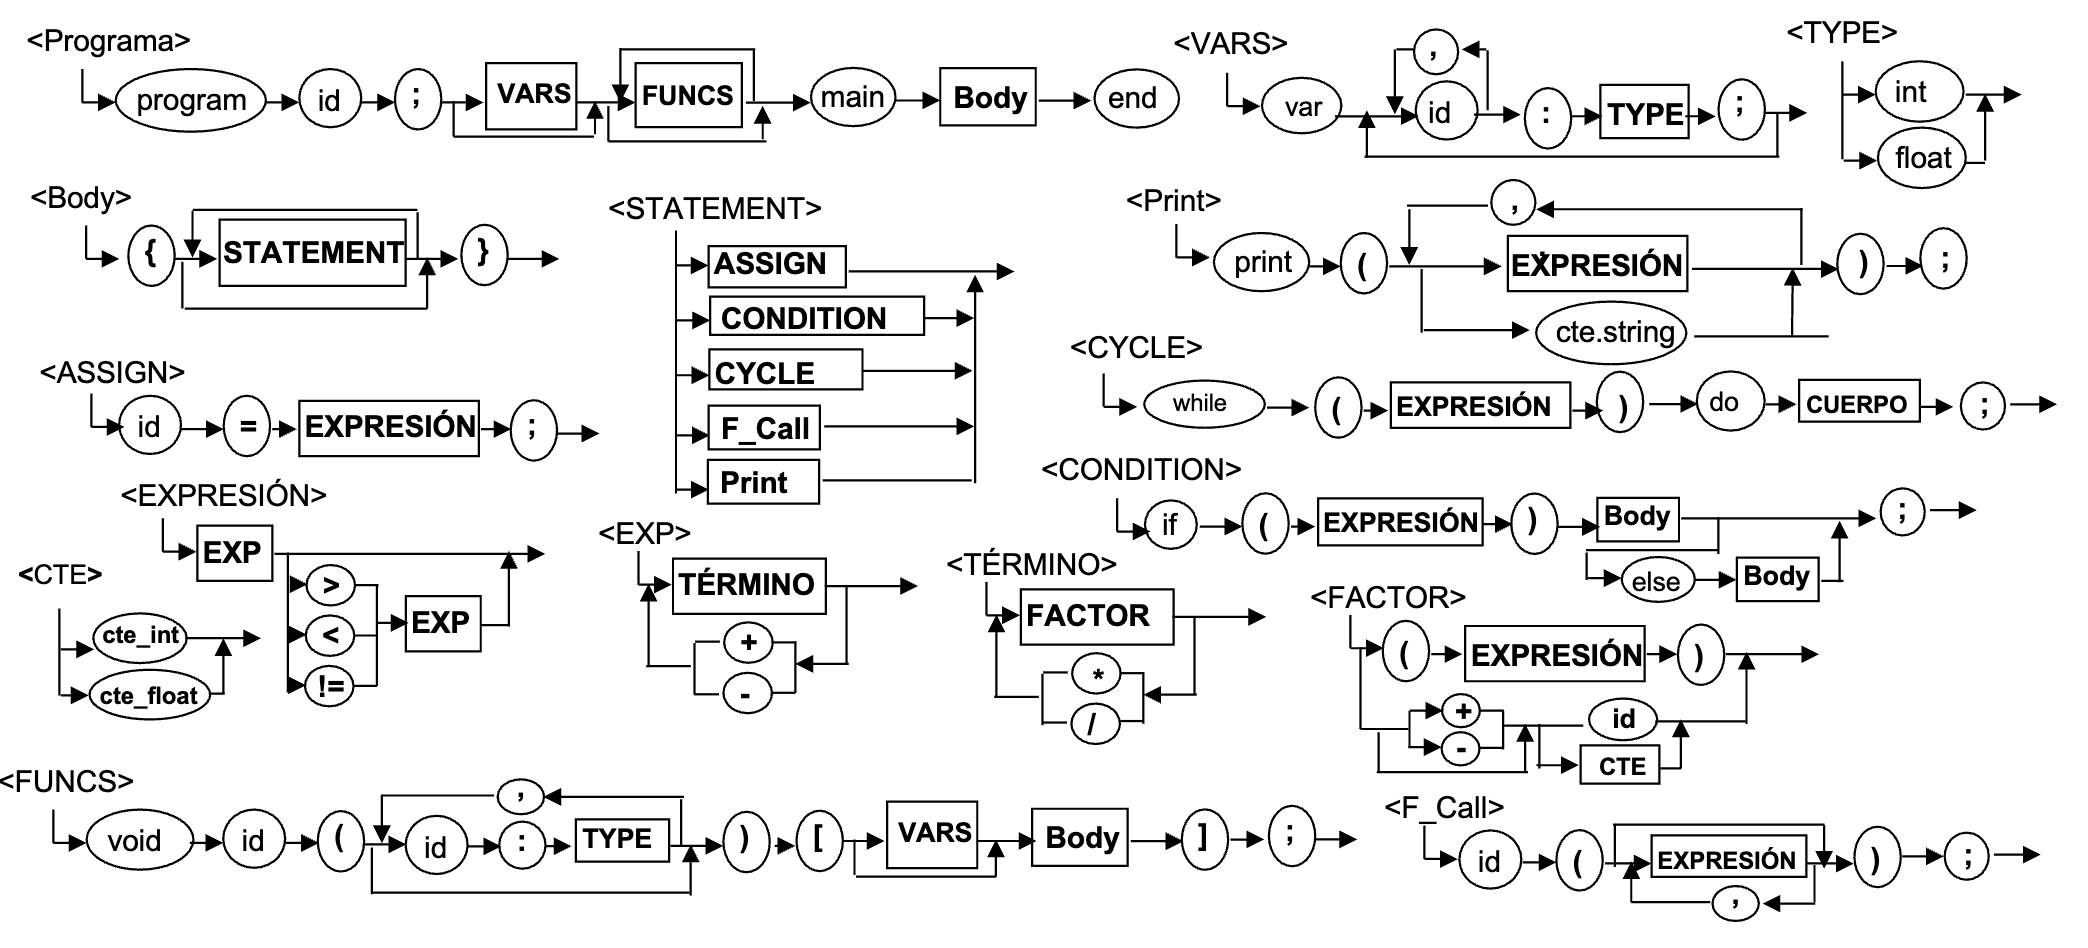 <Programa>
program id ; VARS FUNCS main Body end
<VARS>
var , id : TYPE ;
<TYPE>
int
float
<Body>
{ STATEMENT }
<STATEMENT>
ASSIGN
CONDITION
CYCLE
F_Call
Print
<Print>
print ( , EXPRESIÓN ) ;
cte.string
<ASSIGN>
id = EXPRESIÓN ;
<CYCLE>
while ( EXPRESIÓN ) do CUERPO ;
<EXPRESIÓN>
EXP
>
<
!=
EXP
<CONDITION>
if ( EXPRESIÓN ) Body ;
else Body
<CTE>
cte_int
cte_float
<EXP>
TÉRMINO
+
-
<TÉRMINO>
FACTOR
*
/
<FACTOR>
( EXPRESIÓN )
+ id
- CTE
<FUNCS>
,
void id ( id : TYPE ) [ VARS Body ] ;
<F_Call>
id ( EXPRESIÓN ) ;
,